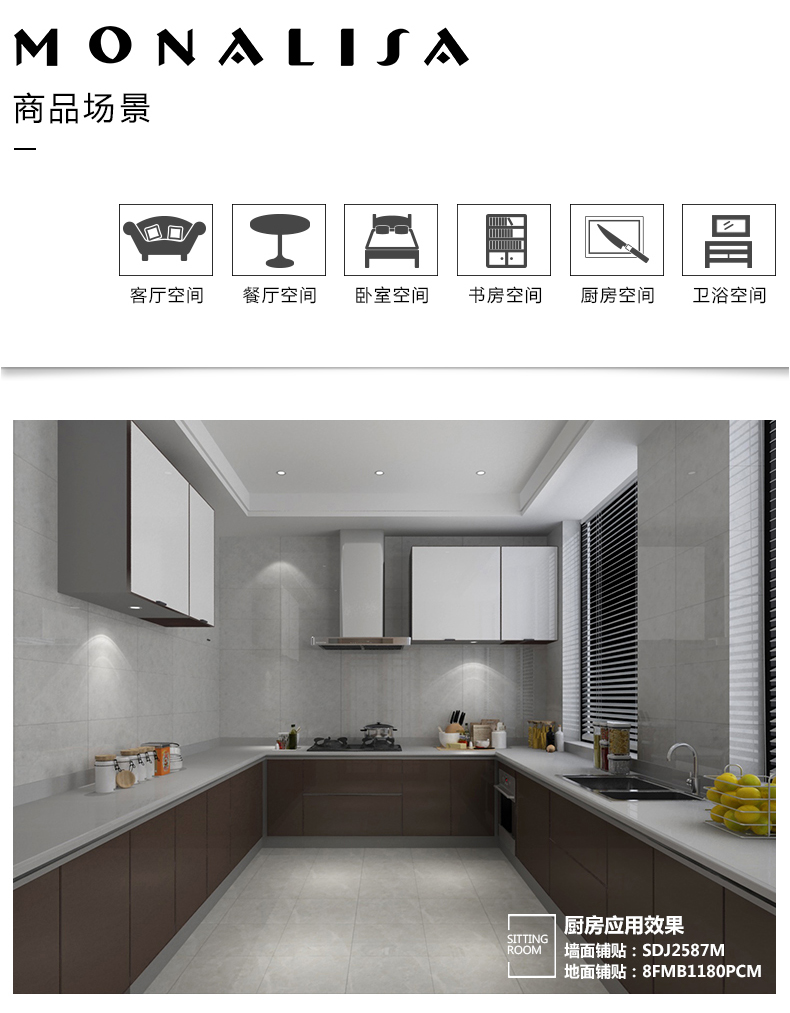 MONALISA
商品场景
客厅空间
餐厅空间
卧室空间
书房空间
厨房空间
卫浴空间
SITTING
ROOM
厨房应用效果
墙面铺贴：SDJ2587M
地面铺贴：8FMB1180PCM